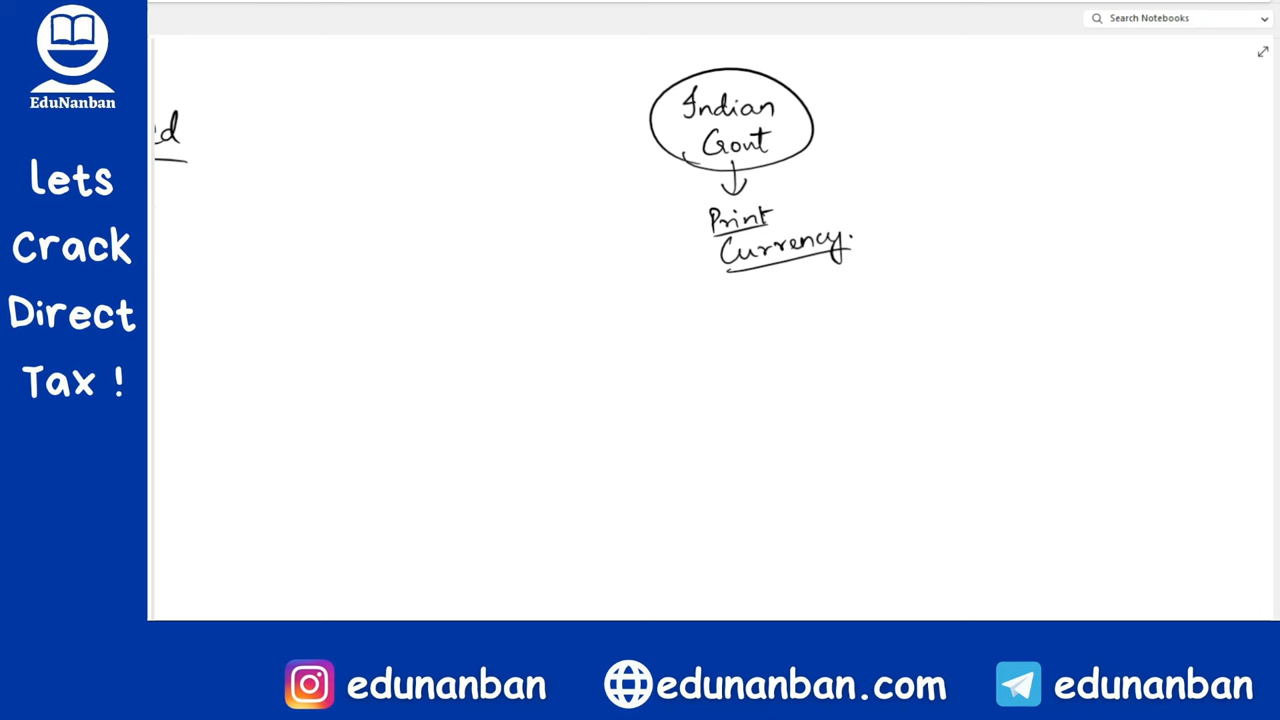 EduNanban
lets
Crack
Direct
Tax !
Search Notebooks
Indian
Govt
Print
Currency.
edunanban
edunanban.com
edunanban